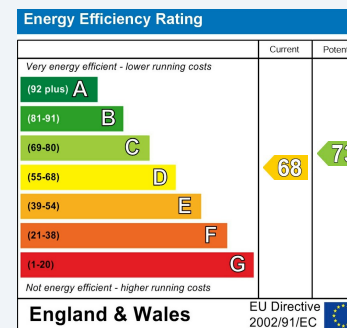 Energy Efficiency Rating
Current
Very energy efficient - lower running costs
(92 plus) A
(81-91) B
(69-80) C
(55-68) D
(39-54) E
(21-38) F
(1-20) G
68
Not energy efficient - higher running costs
England & Wales
EU Directive
2002/91/EC